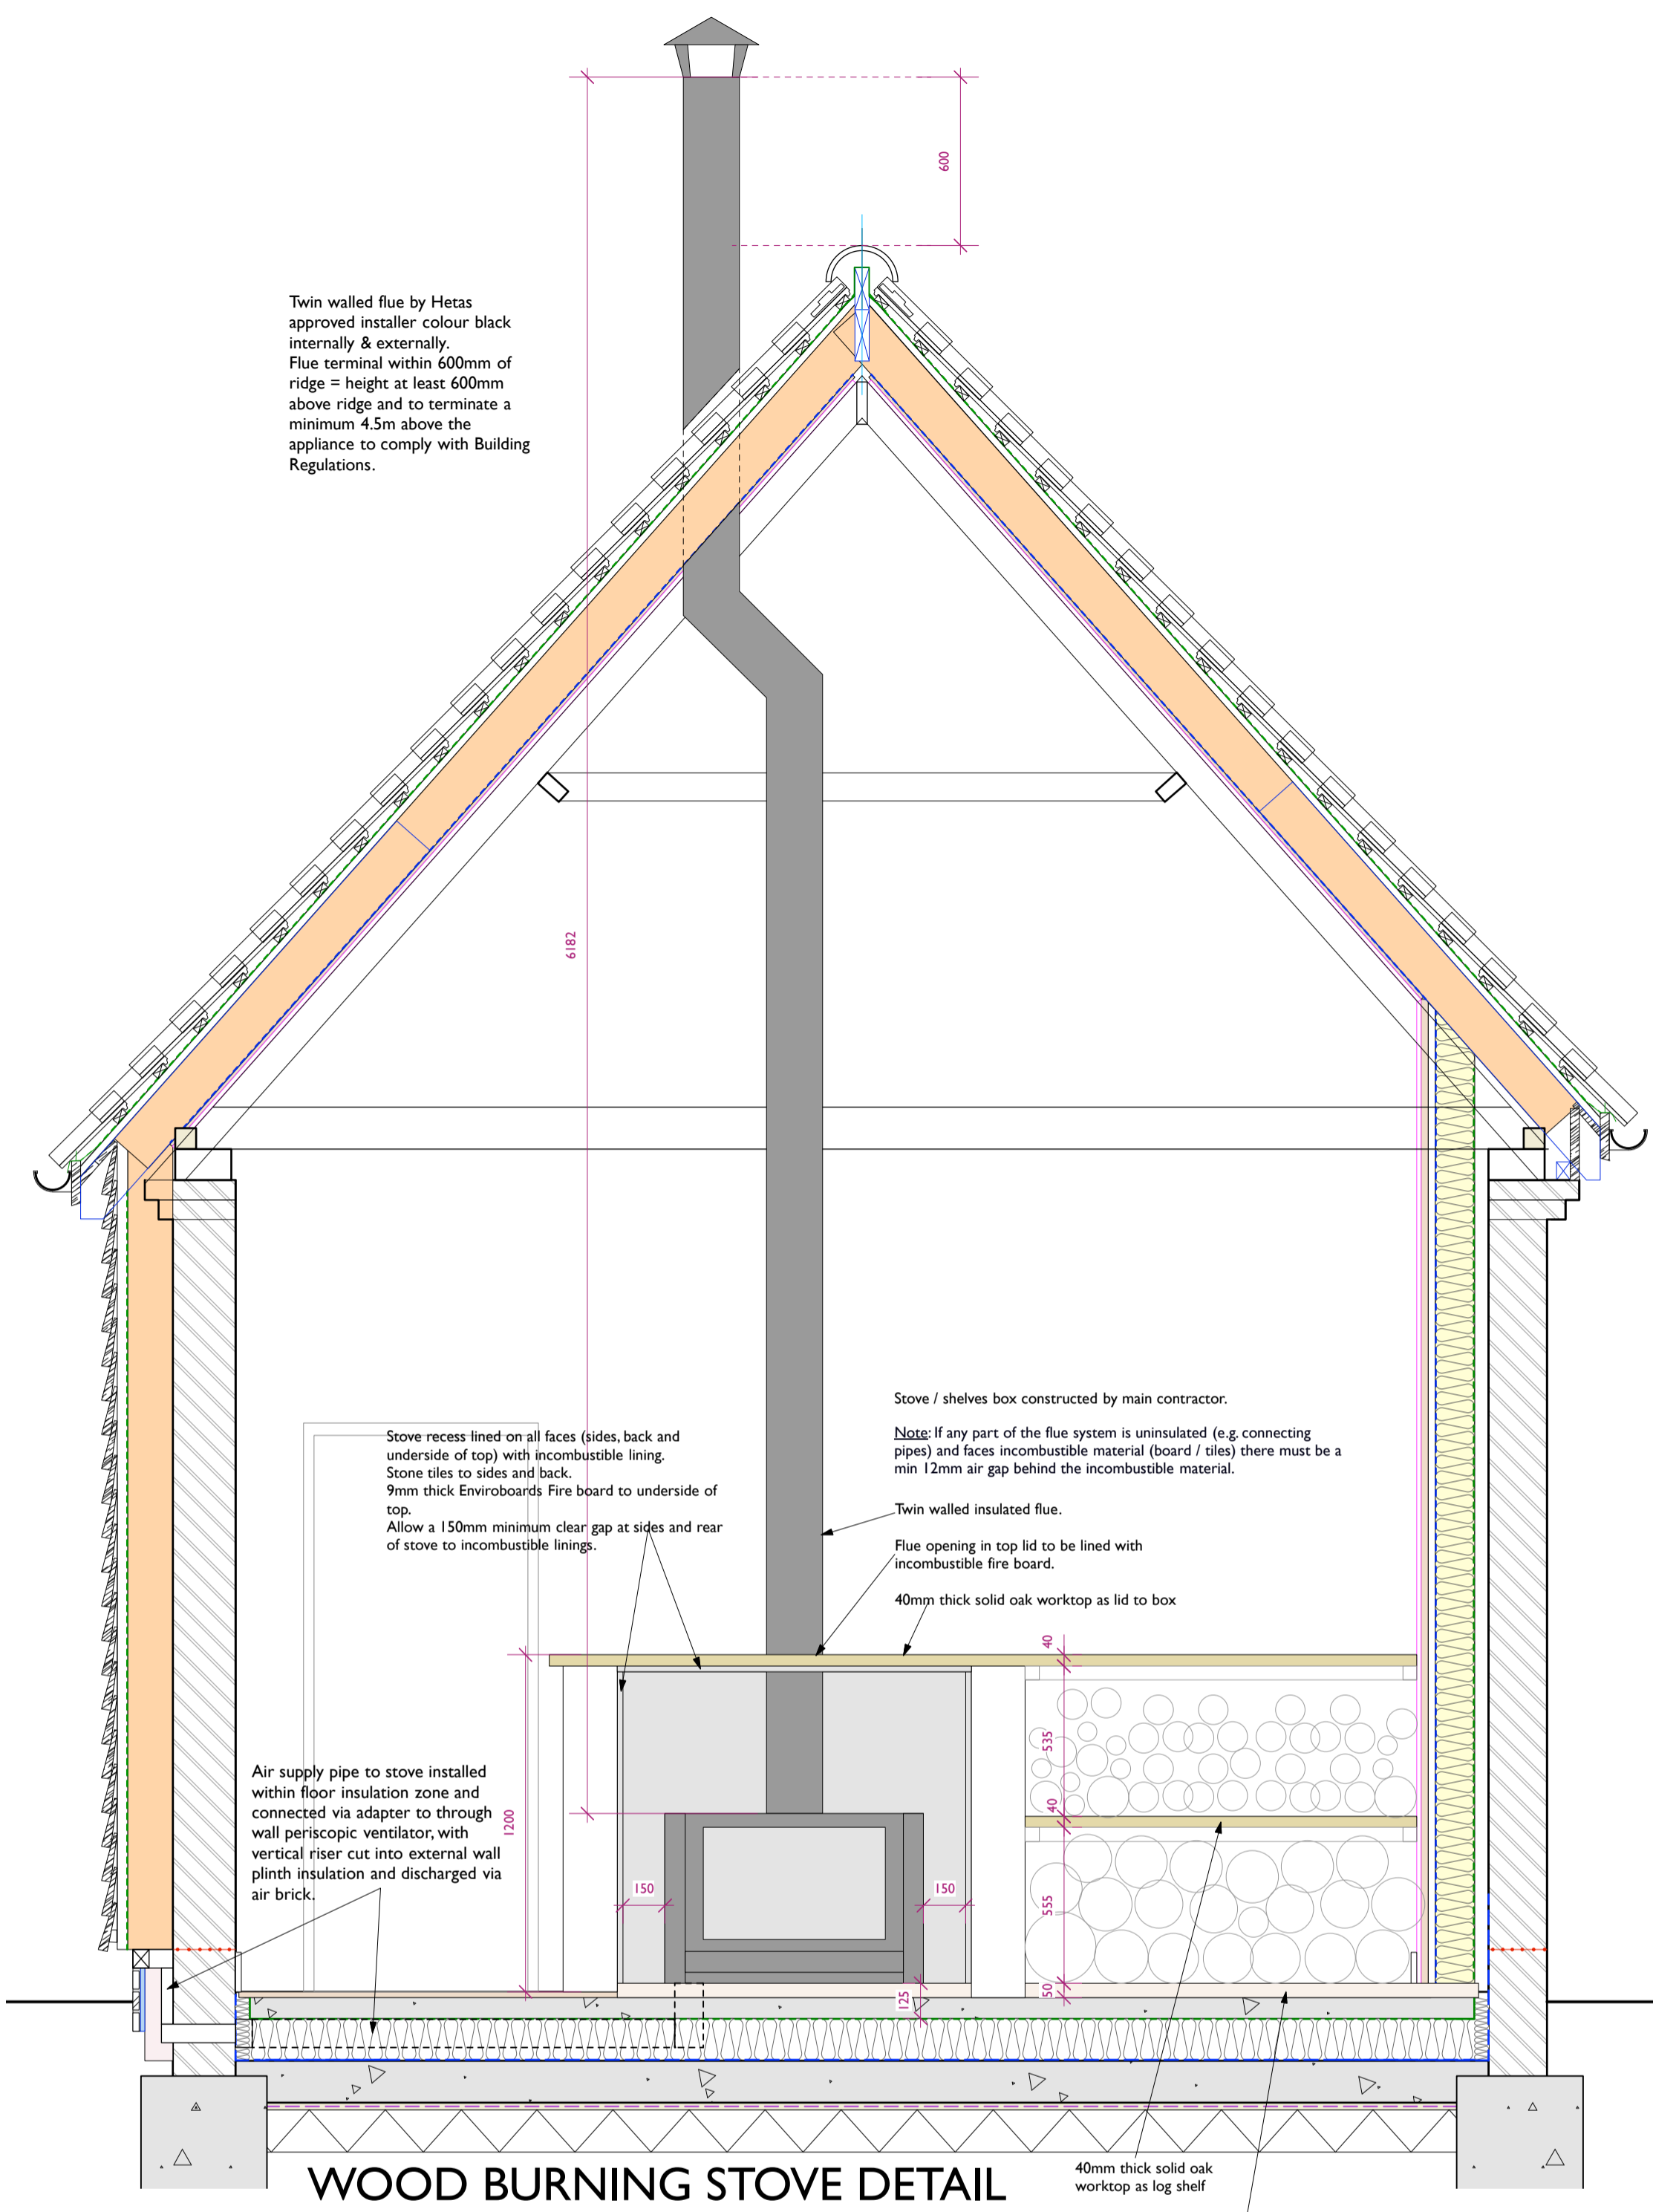 600
Twin walled flue by Hetas
approved installer colour black
internally & externally.
Flue terminal within 600mm of
ridge = height at least 600mm
above ridge and to terminate a
minimum 4.5m above the
appliance to comply with Building
Regulations.
6182
Stove / shelves box constructed by main contractor.
Note: If any part of the flue system is uninsulated (e.g. connecting
pipes) and faces incombustible material (board / tiles) there must be a
min 12mm air gap behind the incombustible material.
Stove recess lined on all faces (sides, back and
underside of top) with incombustible lining.
Stone tiles to sides and back.
9mm thick Enviroboards Fire board to underside of
top.
Allow a 150mm minimum clear gap at sides and rear
of stove to incombustible linings.
Twin walled insulated flue.
Flue opening in top lid to be lined with
incombustible fire board.
40mm thick solid oak worktop as lid to box
40
535
40
555
50
Air supply pipe to stove installed
within floor insulation zone and
connected via adapter to through
wall periscopic ventilator, with
vertical riser cut into external wall
plinth insulation and discharged via
air brick.
1200
150
150
125
WOOD BURNING STOVE DETAIL
40mm thick solid oak
worktop as log shelf